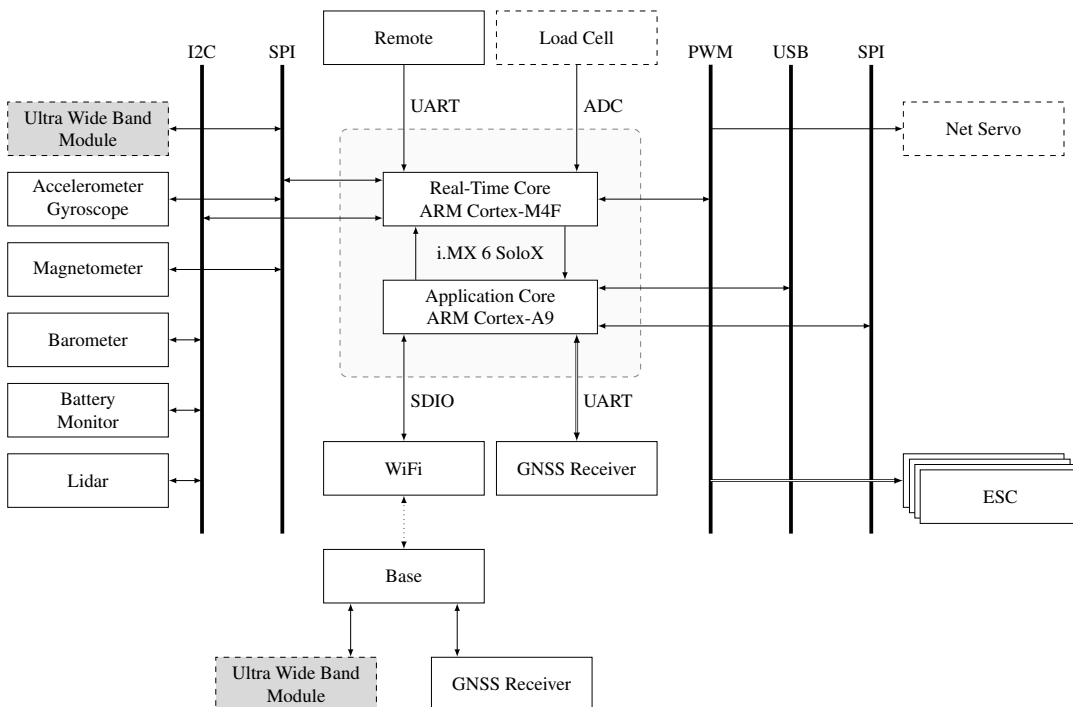 Remote
Load Cell
I2C
SPI
PWM
USB
SPI
UART
ADC
Ultra Wide Band
Module
Net Servo
Accelerometer
Gyroscope
Real-Time Core
ARM Cortex-M4F
i.MX 6 SoloX
Magnetometer
Application Core
ARM Cortex-A9
Barometer
Battery
Monitor
SDIO
UART
Lidar
WiFi
GNSS Receiver
ESC
Base
Ultra Wide Band
Module
GNSS Receiver